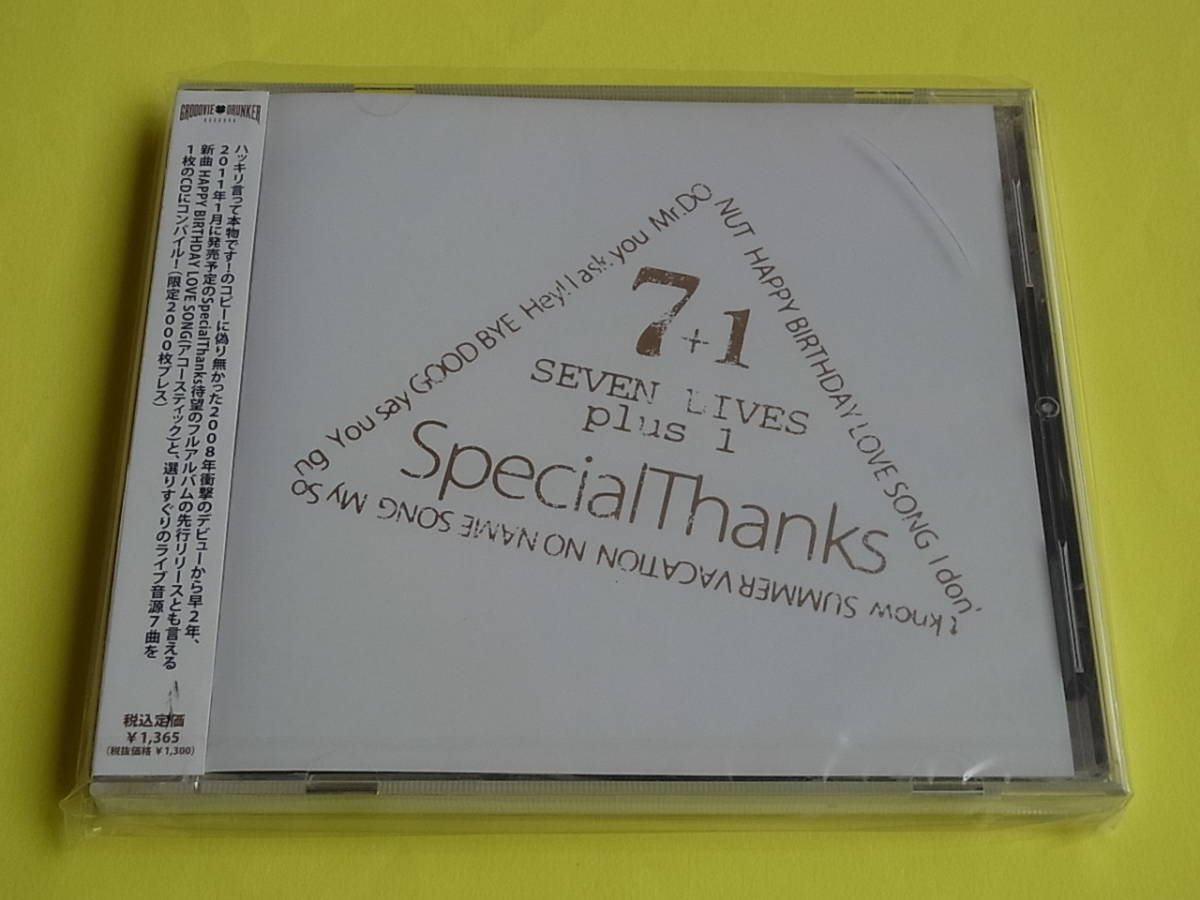 GROOVIE DRUNKER
RECORDS
ハッキリ言って本物です！のコピーに偽り無かった2008年衝撃のデビューから早2年、
2011年1月に発売予定のSpecialThanks待望のフルアルバムの先行リリースとも言える
新曲 HAPPY BIRTHDAY LOVE SONG(アコースティック)と、選りすぐりのライブ音源7曲を
1枚のCDにコンパイル！(限定2000枚プレス)
税込定価
￥1,365
(税抜価格 ￥1,300)
You say GOOD BYE Hey! I ask you Mr.DO
NUT HAPPY BIRTHDAY LOVE SONG I don'
t know SUMMER VACATION NO NAME SONG My So
ng
7+1
SEVEN LIVES
plus 1
SpecialThanks